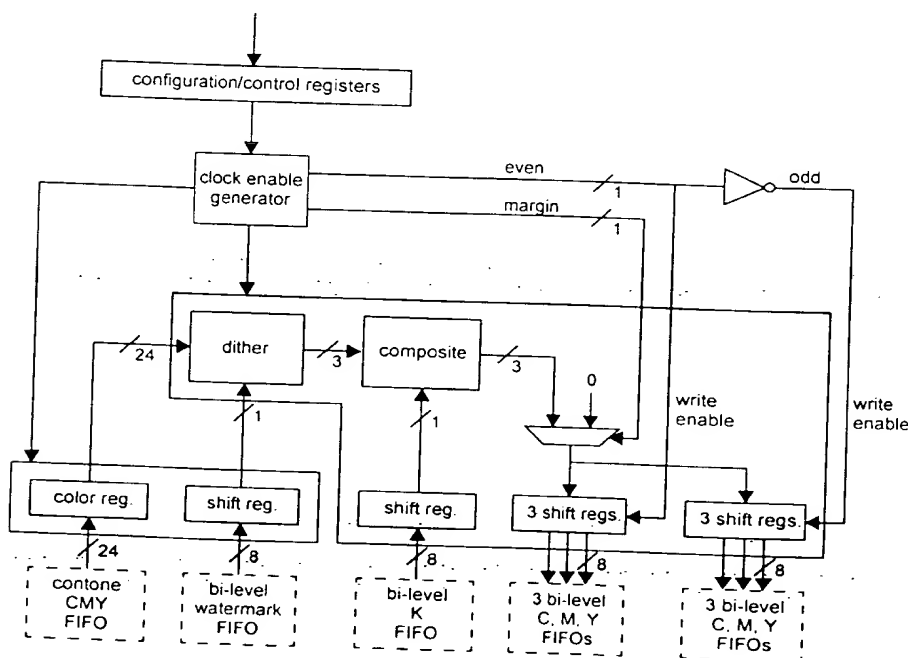 configuration/control registers
clock enable
generator
even
1
odd
margin
1
24
dither
3
composite
3
0
1
1
write
enable
write
enable
color reg.
shift reg.
shift reg.
3 shift regs.
3 shift regs.
24
8
8
8
8
contone
CMY
FIFO
bi-level
watermark
FIFO
bi-level
K
FIFO
3 bi-level
C, M, Y
FIFOs
3 bi-level
C, M, Y
FIFOs